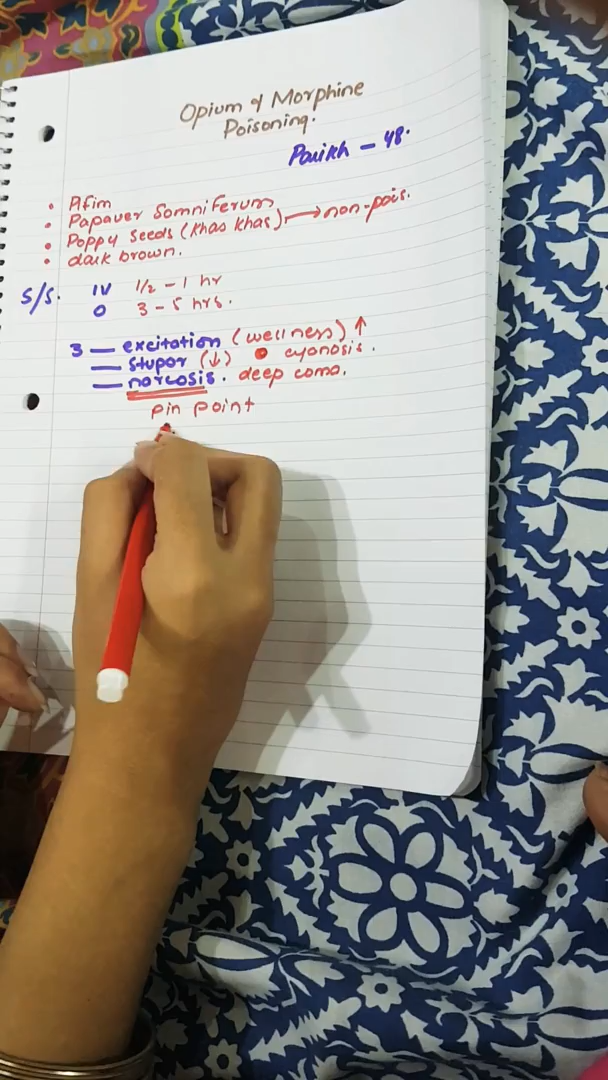 Opium & Morphine
Poisoning.
Parikh - 48.
• Afim
• Papaver Somniferum
• Poppy Seeds (khas khas) → non-pois.
• dark brown.
S/S. IV 1/2 - 1 hr
O 3 - 5 hrs.
3 — excitation (wellness) ↑
— stupor (↓) • cyonosis.
— narcosis. deep coma.
pin point